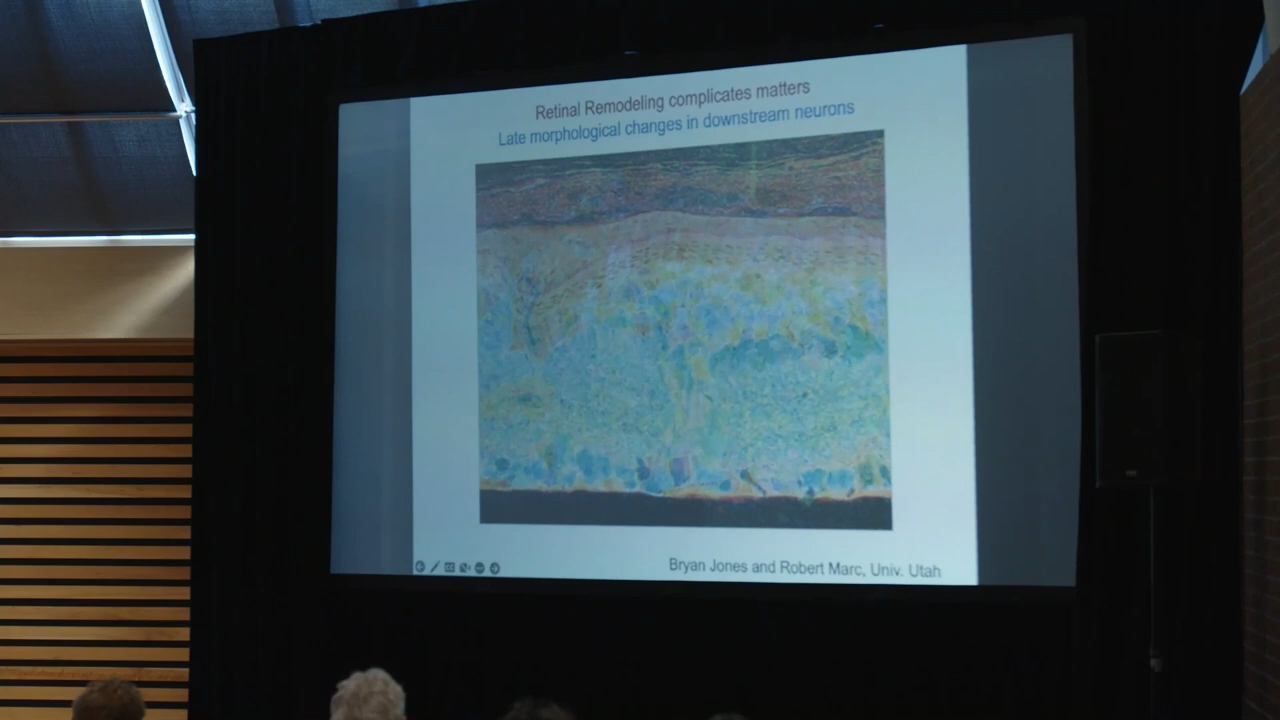 Retinal Remodeling complicates matters
Late morphological changes in downstream neurons
Bryan Jones and Robert Marc, Univ. Utah